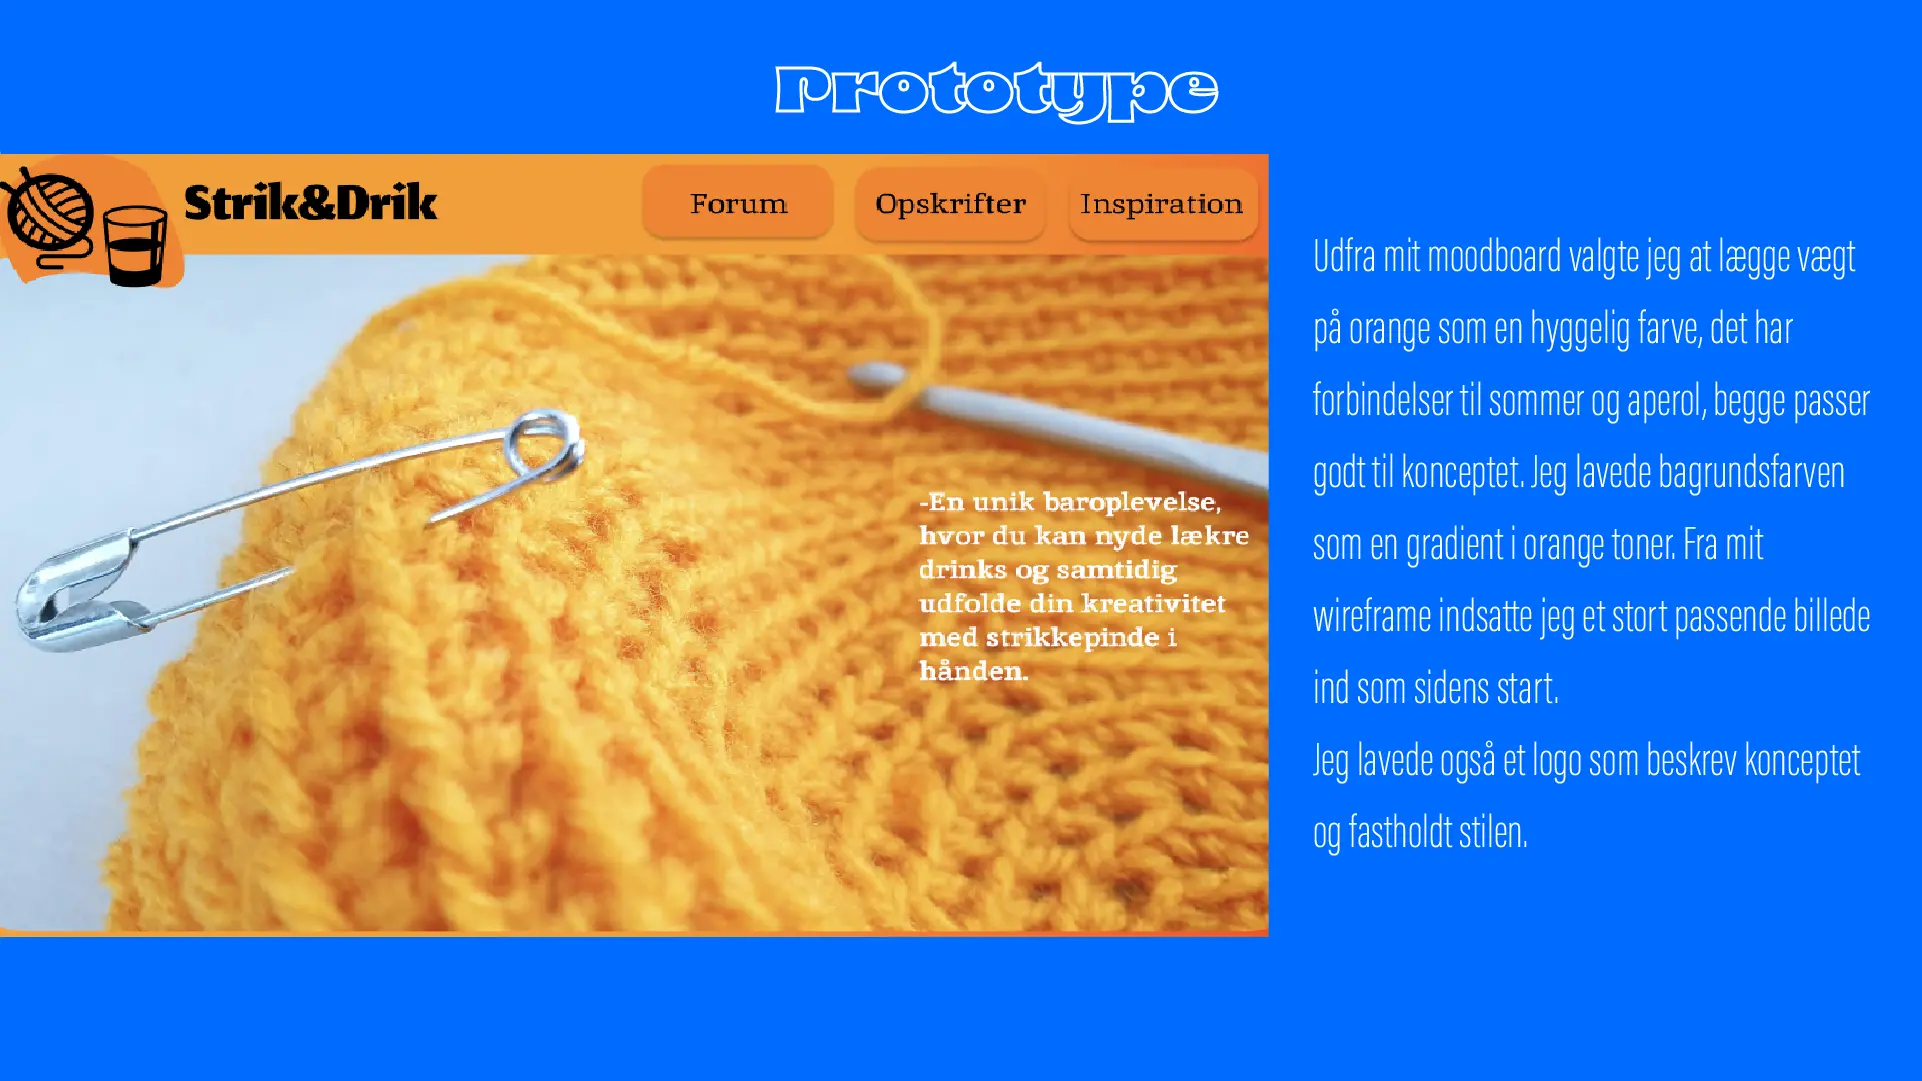 Prototype
Strik&Drik
Forum
Opskrifter
Inspiration
-En unik baroplevelse,
hvor du kan nyde lækre
drinks og samtidig
udfolde din kreativitet
med strikkepinde i
hånden.
Udfra mit moodboard valgte jeg at lægge vægt
på orange som en hyggelig farve, det har
forbindelser til sommer og aperol, begge passer
godt til konceptet. Jeg lavede bagrundsfarven
som en gradient i orange toner. Fra mit
wireframe indsatte jeg et stort passende billede
ind som sidens start.
Jeg lavede også et logo som beskrev konceptet
og fastholdt stilen.